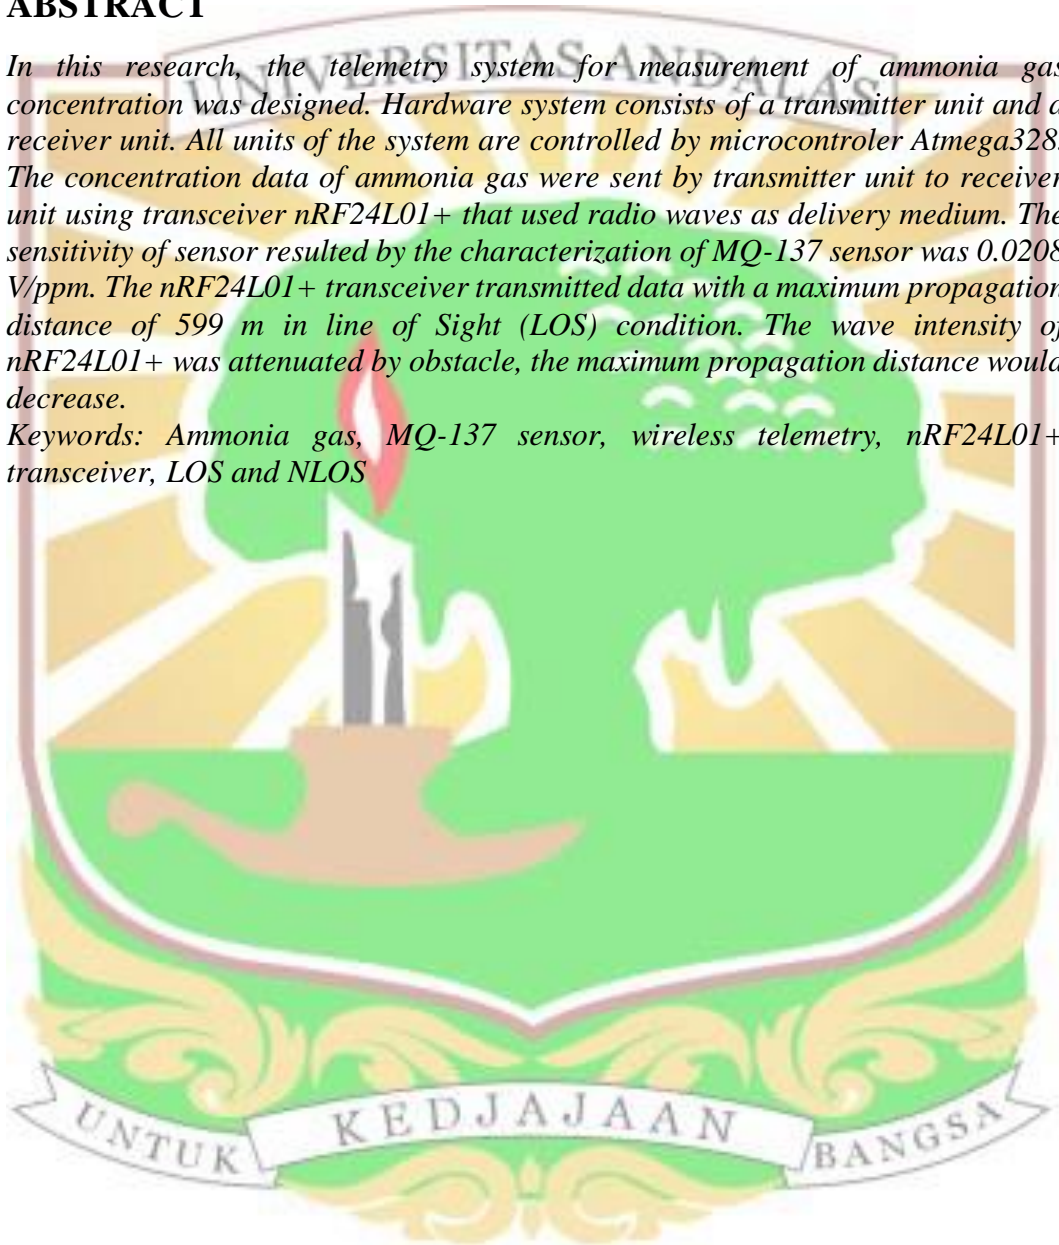 ABSTRACT
UNIVERSITAS ANDALAS
In this research, the telemetry system for measurement of ammonia gas
concentration was designed. Hardware system consists of a transmitter unit and a
receiver unit. All units of the system are controlled by microcontroler Atmega328.
The concentration data of ammonia gas were sent by transmitter unit to receiver
unit using transceiver nRF24L01+ that used radio waves as delivery medium. The
sensitivity of sensor resulted by the characterization of MQ-137 sensor was 0.0208
V/ppm. The nRF24L01+ transceiver transmitted data with a maximum propagation
distance of 599 m in line of Sight (LOS) condition. The wave intensity of
nRF24L01+ was attenuated by obstacle, the maximum propagation distance would
decrease.
Keywords: Ammonia gas, MQ-137 sensor, wireless telemetry, nRF24L01+
transceiver, LOS and NLOS
UNTUK KEDJAJAAN BANGSA